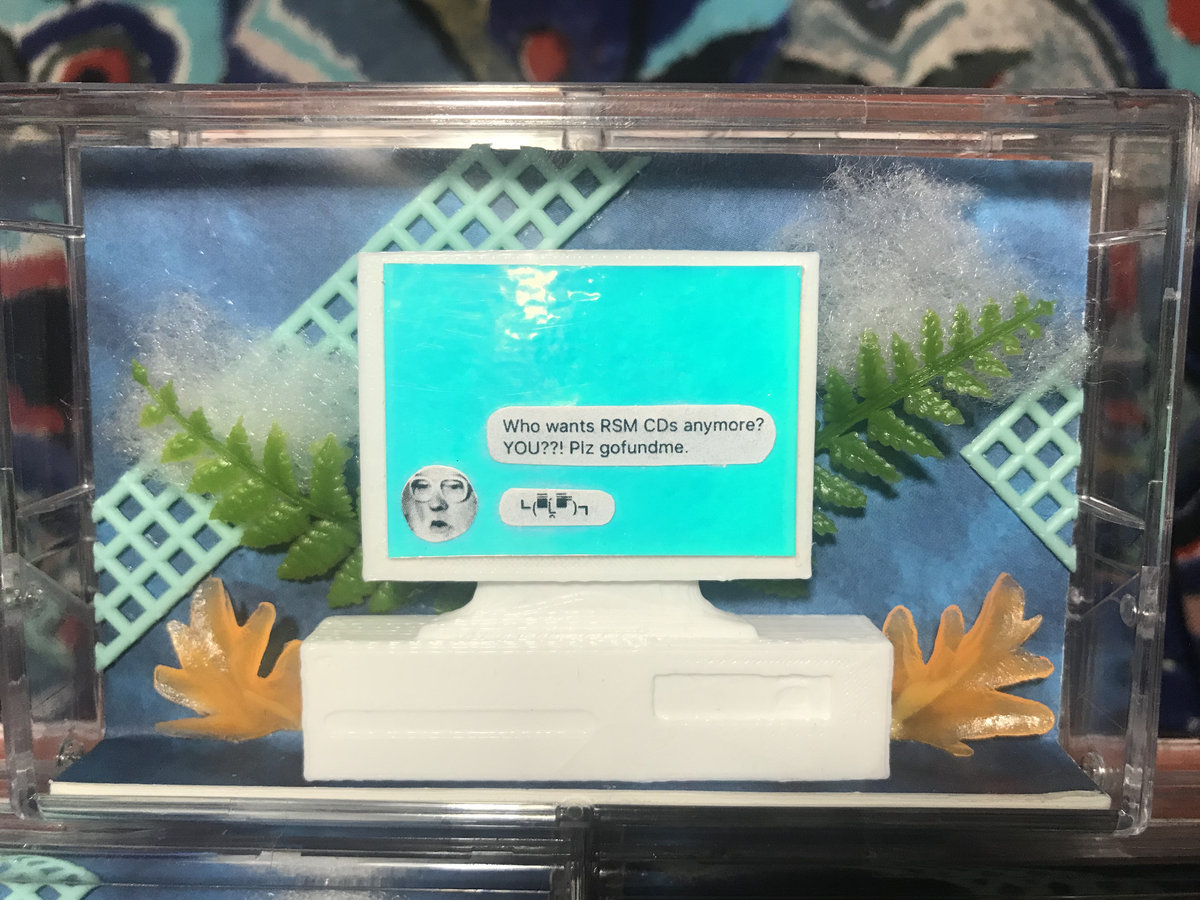 Who wants RSM CDs anymore?
YOU??! Plz gofundme.
┗(▀̿Ĺ̯▀̿ ̿)┓